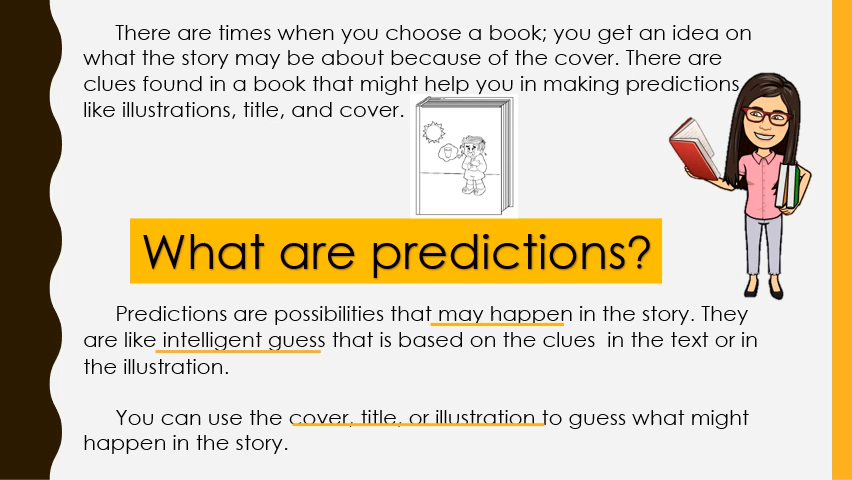 There are times when you choose a book; you get an idea on
what the story may be about because of the cover. There are
clues found in a book that might help you in making predictions
like illustrations, title, and cover.
What are predictions?
Predictions are possibilities that may happen in the story. They
are like intelligent guess that is based on the clues in the text or in
the illustration.
You can use the cover, title, or illustration to guess what might
happen in the story.